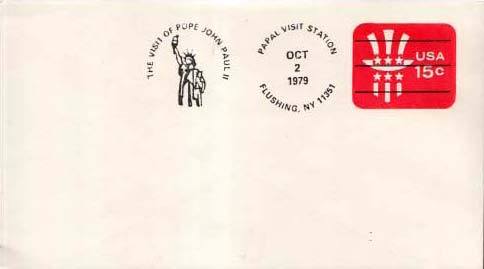 THE VISIT OF POPE JOHN PAUL II
PAPAL VISIT STATION
OCT
2
1979
FLUSHING, NY 11351
USA
15c